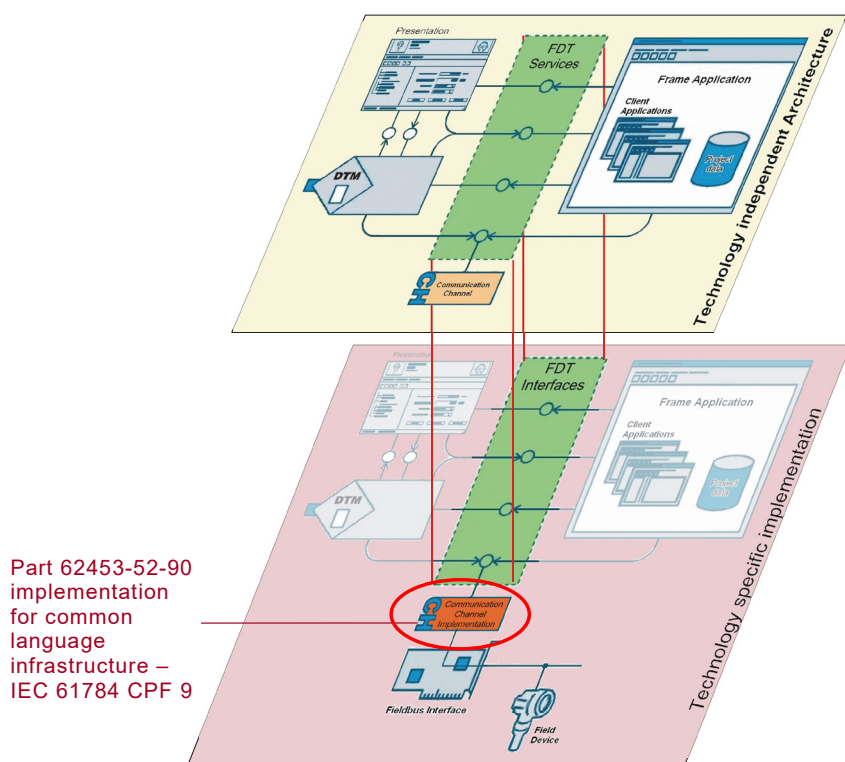 Presentation
FDT
Services
Frame Application
Client
Applications
Project
data
DTM
CH
Communication
Channel
Technology independent Architecture
Presentation
FDT
Interfaces
Frame Application
Client
Applications
Project
data
DTM
CH
Communication
Channel
Implementation
Fieldbus Interface
Field
Device
Technology specific implementation
Part 62453-52-90
implementation
for common
language
infrastructure –
IEC 61784 CPF 9